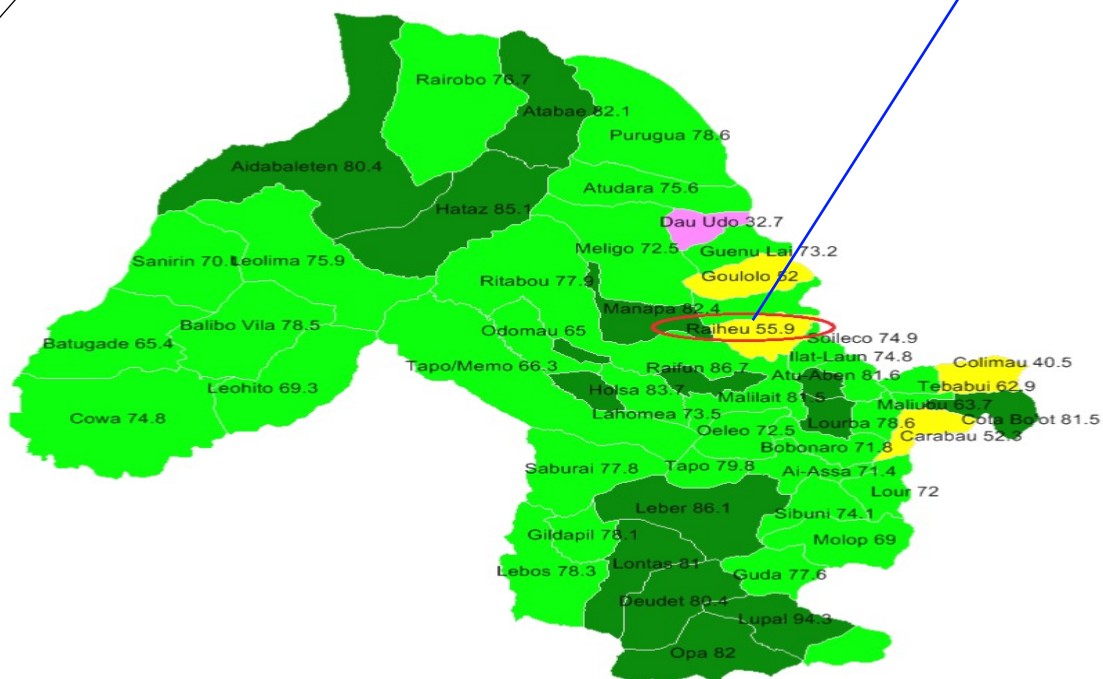 Rairobo 76.7
Atabae 82.1
Purugua 78.6
Aidabaleten 80.4
Atudara 75.6
Hataz 85.1
Dau Udo 32.7
Meligo 72.5
Guenu Lai 73.2
Sanirin 70.1
Leolima 75.9
Goulolo 52
Ritabou 77.9
Manapa 82.4
Balibo Vila 78.5
Odomau 65
Raiheu 55.9
Batugade 65.4
Soileco 74.9
Ilat-Laun 74.8
Colimau 40.5
Tapo/Memo 66.3
Raifun 86.7
Atu-Aben 81.6
Tebabui 62.9
Leohito 69.3
Holsa 83.7
Malilait 81.5
Maliubu 63.7
Cowa 74.8
Lahomea 73.5
Lourba 78.6
Cota Bo'ot 81.5
Oeleo 72.5
Carabau 52.3
Bobonaro 71.8
Saburai 77.8
Tapo 79.8
Ai-Assa 71.4
Lour 72
Leber 86.1
Sibuni 74.1
Gildapil 78.1
Molop 69
Lontas 81
Lebos 78.3
Guda 77.6
Deudet 80.4
Lupal 94.3
Opa 82